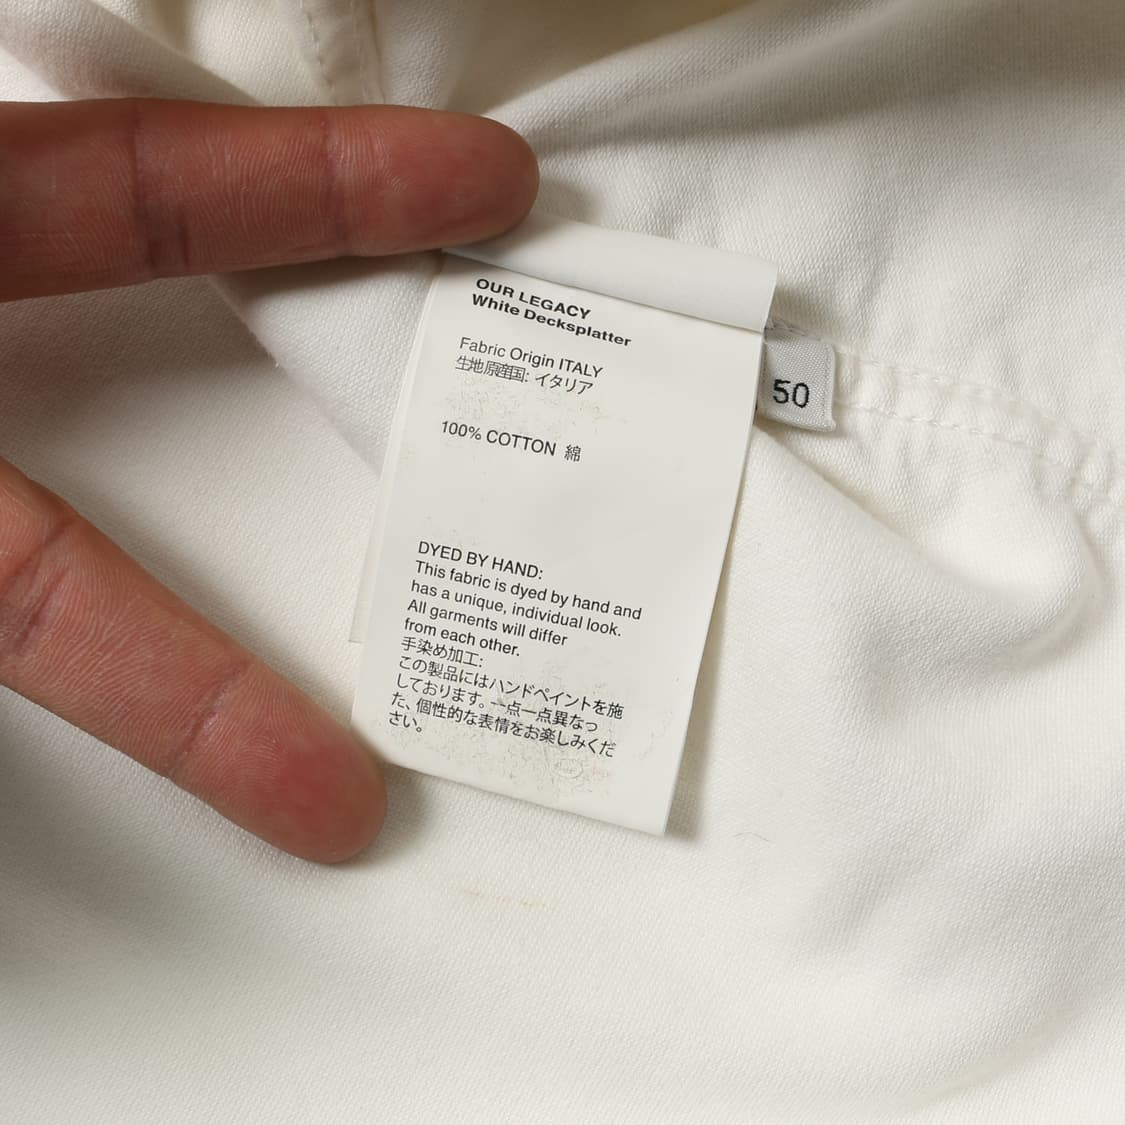 OUR LEGACY
White Decksplatter
Fabric Origin ITALY
生地原産国: イタリア
100% COTTON 綿
DYED BY HAND:
This fabric is dyed by hand and
has a unique, individual look.
All garments will differ
from each other.
手染め加工:
この製品にはハンドペイントを施
しております。一点一点異なっ
た、個性的な表情をお楽しみくだ
さい。
50